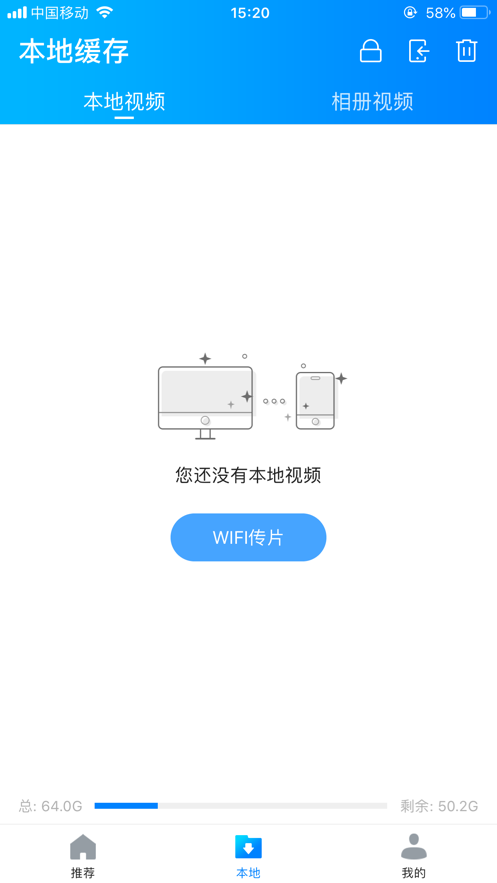 中国移动 15:20 58%
本地缓存
本地视频 相册视频
您还没有本地视频
WIFI传片
总: 64.0G 剩余: 50.2G
推荐 本地 我的